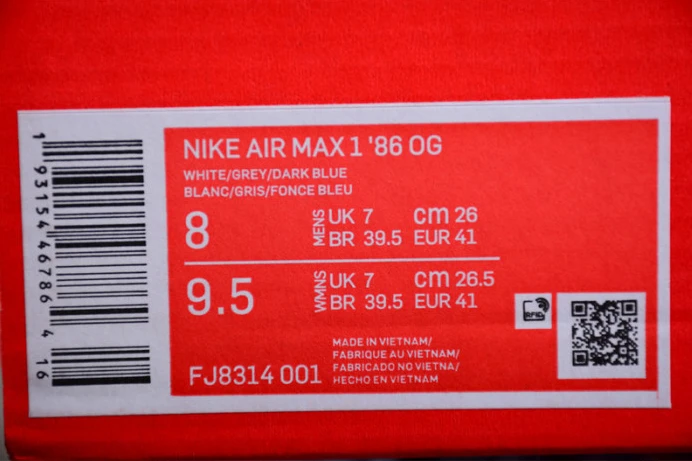 1 93154 46786 4 16
NIKE AIR MAX 1 '86 OG
WHITE/GREY/DARK BLUE
BLANC/GRIS/FONCE BLEU
8 MENS UK 7 cm 26
BR 39.5 EUR 41
9.5 WMNS UK 7 cm 26.5
BR 39.5 EUR 41
RFID
MADE IN VIETNAM/
FABRIQUE AU VIETNAM/
FABRICADO NO VIETNA/
HECHO EN VIETNAM
FJ8314 001